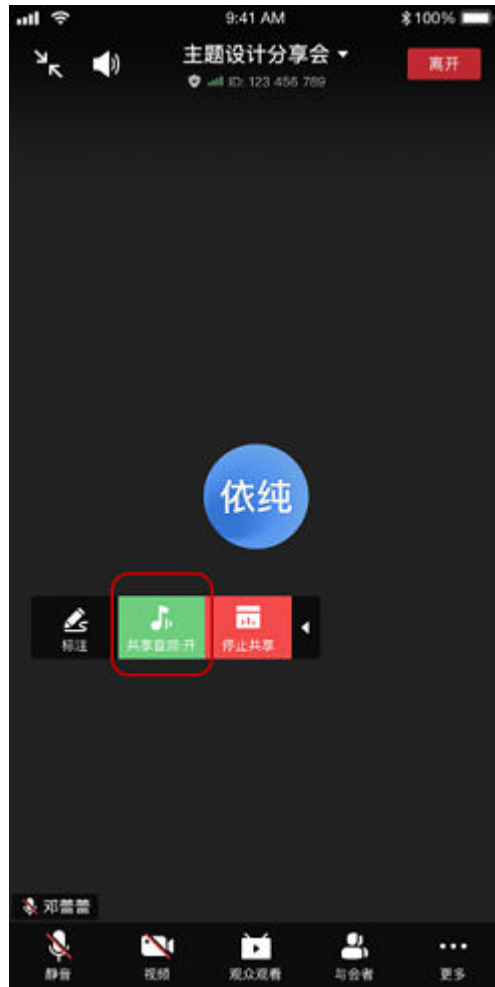 9:41 AM
100%
主题设计分享会
ID: 123 456 789
离开
依纯
标注
共享音频:开
停止共享
邓蕾蕾
静音
视频
观众观看
与会者
更多